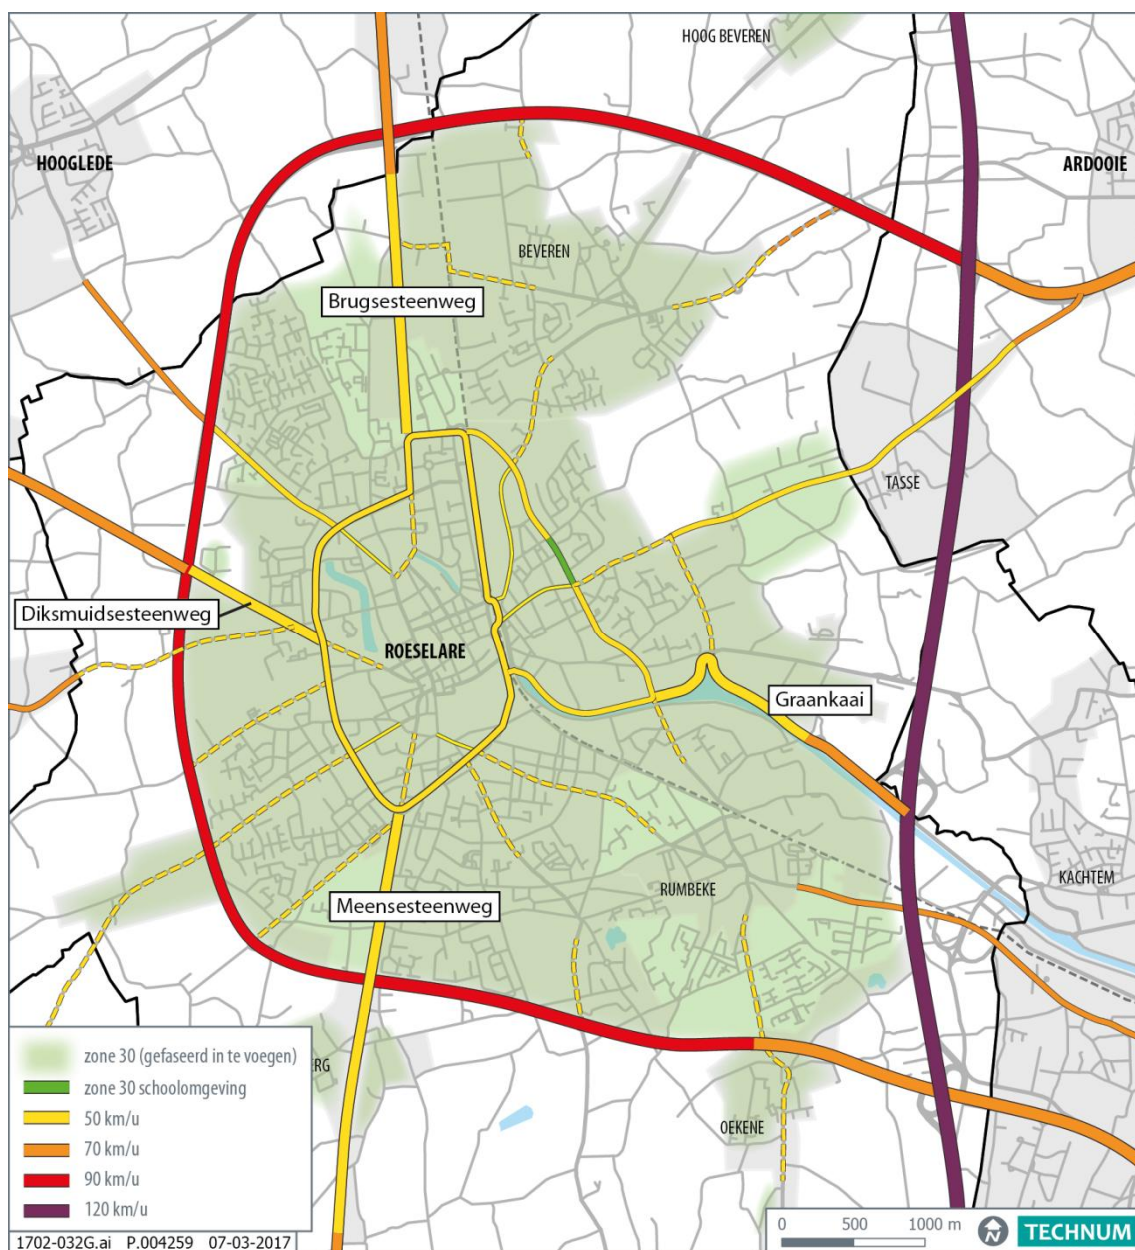 HOOG BEVEREN
HOOGLEDE
ARDOOIE
BEVEREN
Brugsesteenweg
TASSE
Diksmuidsesteenweg
ROESELARE
Graankaai
RUMBEKE
KACHTEM
Meensesteenweg
zone 30 (gefaseerd in te voegen)
ERG
zone 30 schoolomgeving
50 km/u
OEKENE
70 km/u
90 km/u
120 km/u
0 500 1000 m
TECHNUM
1702-032G.ai P.004259 07-03-2017